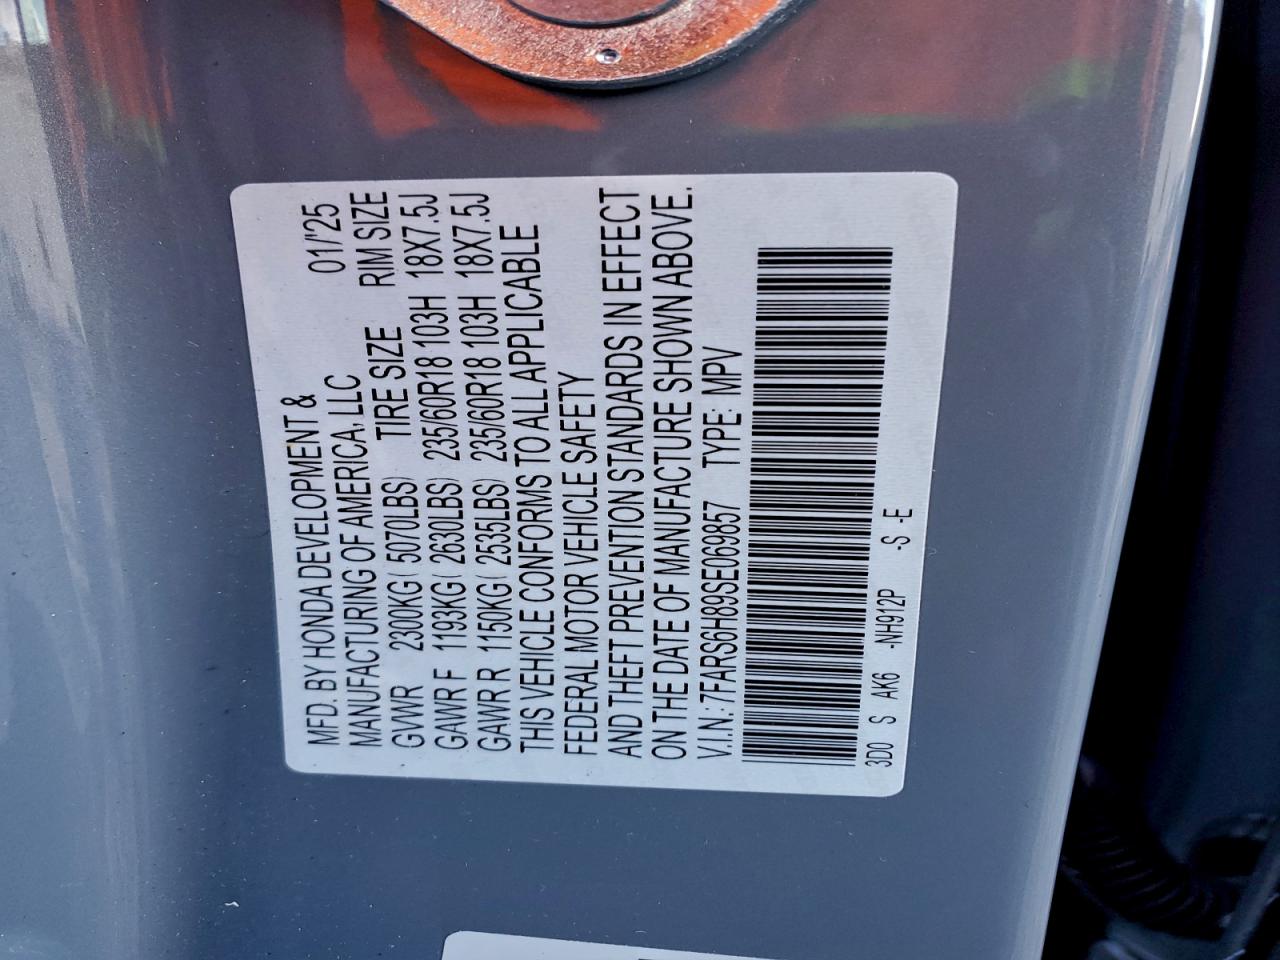 MFD. BY HONDA DEVELOPMENT & 01/'25
MANUFACTURING OF AMERICA, LLC TIRE SIZE RIM SIZE
GVWR 2300KG( 5070LBS) 235/60R18 103H 18X7.5J
GAWR F 1193KG( 2630LBS) 235/60R18 103H 18X7.5J
GAWR R 1150KG( 2535LBS)
THIS VEHICLE CONFORMS TO ALL APPLICABLE
FEDERAL MOTOR VEHICLE SAFETY
AND THEFT PREVENTION STANDARDS IN EFFECT
ON THE DATE OF MANUFACTURE SHOWN ABOVE.
V.I.N.: 7FARS6H89SE069857 TYPE: MPV
3D0 S AK6 -NH912P -S -E